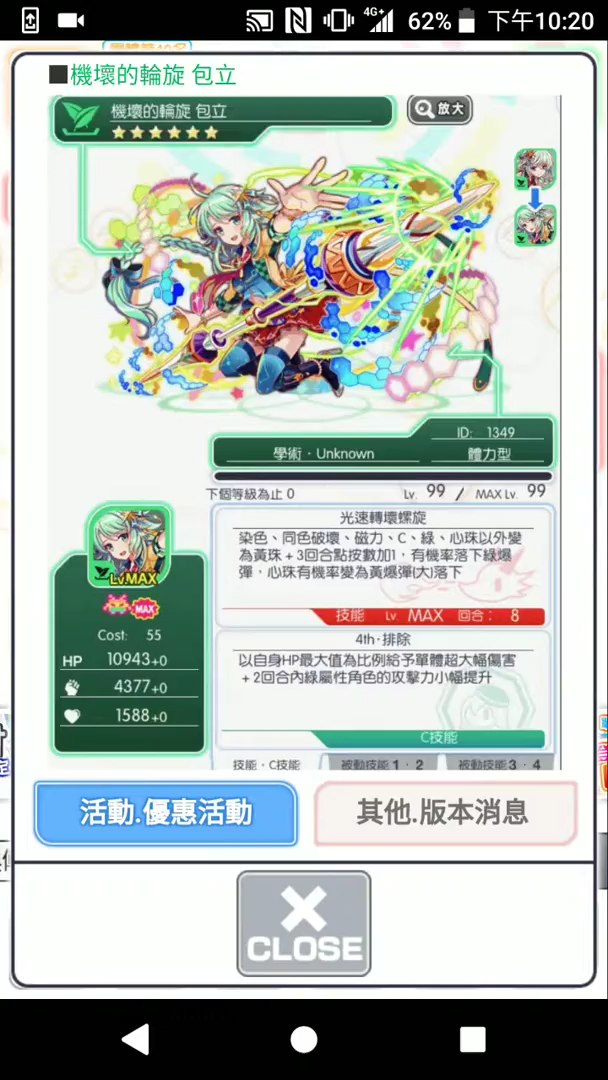 4G+ 62% 下午10:20
■機壞的輪旋 包立
機壞的輪旋 包立
放大
ID: 1349
學術・Unknown
體力型
下個等級為止 0
Lv. 99 / MAX Lv. 99
光速轉壞螺旋
染色、同色破壞、磁力、C、綠、心珠以外變
為黃珠+3回合點按數加1,有機率落下綠爆
彈,心珠有機率變為黃爆彈(大)落下
技能 Lv MAX 回合: 8
4th・排除
以自身HP最大值為比例給予單體超大幅傷害
+2回合內綠屬性角色的攻擊力小幅提升
C技能
Lv.MAX
MAX
Cost: 55
HP 10943+0
4377+0
1588+0
技能・C技能
被動技能1・2
被動技能3・4
活動.優惠活動
其他.版本消息
CLOSE